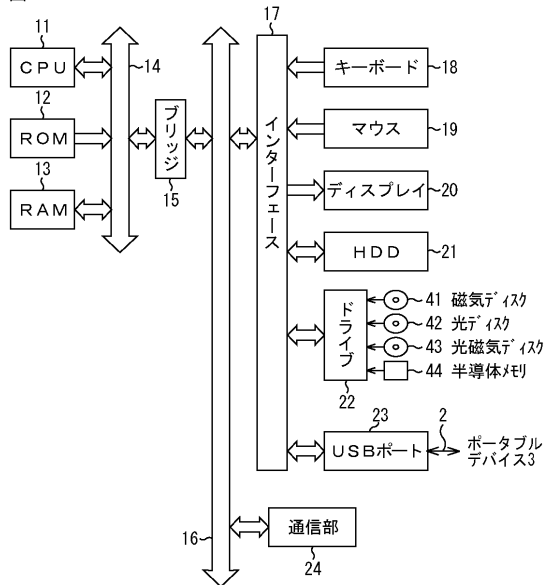 11
CPU
14
12
ROM
13
RAM
ブリッジ
15
16
17
インターフェース
キーボード
18
マウス
19
ディスプレイ
20
HDD
21
ドライブ
22
41 磁気ディスク
42 光ディスク
43 光磁気ディスク
44 半導体メモリ
23
USBポート
2
ポータブル
デバイス3
通信部
24